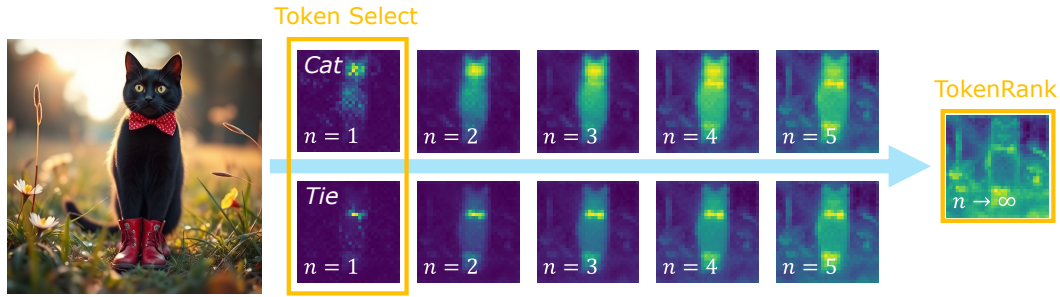 Token Select
Cat
n = 1
n = 2
n = 3
n = 4
n = 5
TokenRank
n → ∞
Tie
n = 1
n = 2
n = 3
n = 4
n = 5